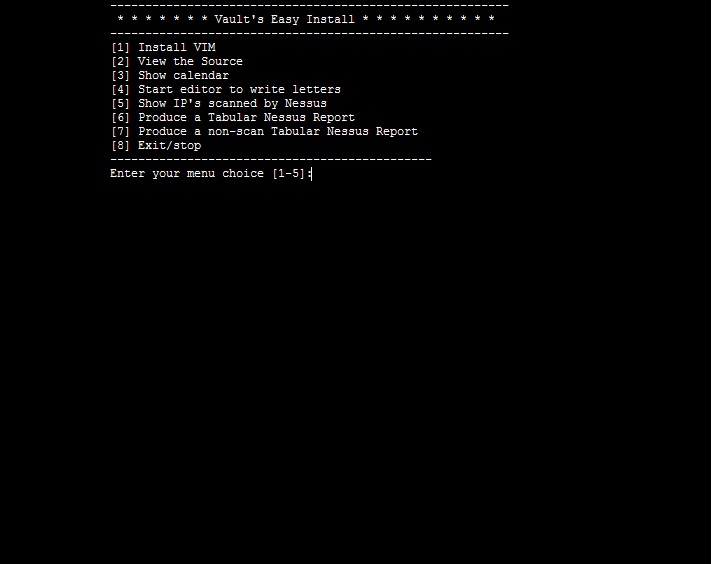 ---------------------------------------------------------
* * * * * * * Vault's Easy Install * * * * * * * * * *
---------------------------------------------------------
[1] Install VIM
[2] View the Source
[3] Show calendar
[4] Start editor to write letters
[5] Show IP's scanned by Nessus
[6] Produce a Tabular Nessus Report
[7] Produce a non-scan Tabular Nessus Report
[8] Exit/stop
----------------------------------------------
Enter your menu choice [1-5]: